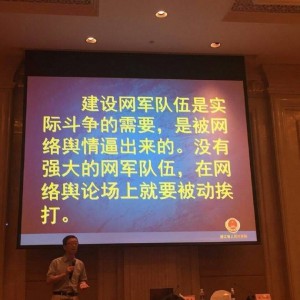 建设网军队伍是实
际斗争的需要，是被网
络舆情逼出来的。没有
强大的网军队伍，在网
络舆论场上就要被动挨
打。